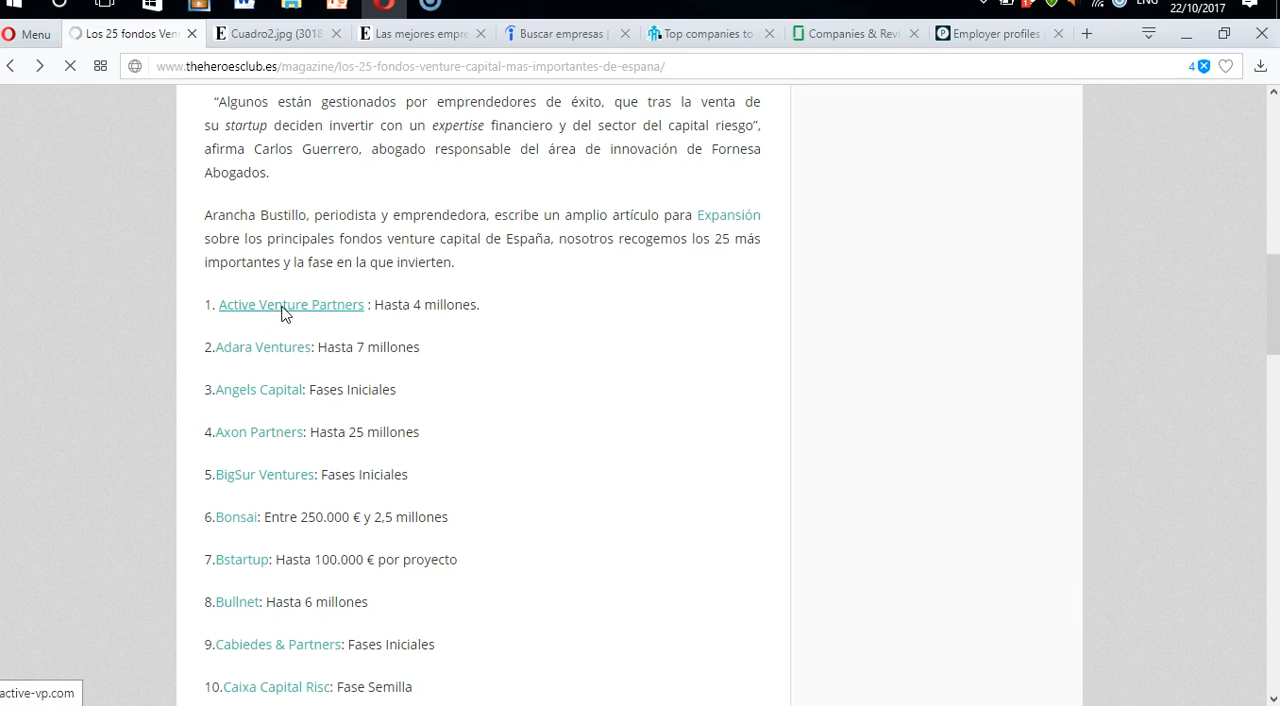 ENG
22/10/2017
Menu
Los 25 fondos Ven
Cuadro2.jpg (3018
Las mejores empre
Buscar empresas
Top companies to
Companies & Revi
Employer profiles
www.theheroesclub.es/magazine/los-25-fondos-venture-capital-mas-importantes-de-espana/
4
“Algunos están gestionados por emprendedores de éxito, que tras la venta de
su startup deciden invertir con un expertise financiero y del sector del capital riesgo”,
afirma Carlos Guerrero, abogado responsable del área de innovación de Fornesa
Abogados.
Arancha Bustillo, periodista y emprendedora, escribe un amplio artículo para Expansión
sobre los principales fondos venture capital de España, nosotros recogemos los 25 más
importantes y la fase en la que invierten.
1. Active Venture Partners : Hasta 4 millones.
2.Adara Ventures: Hasta 7 millones
3.Angels Capital: Fases Iniciales
4.Axon Partners: Hasta 25 millones
5.BigSur Ventures: Fases Iniciales
6.Bonsai: Entre 250.000 € y 2,5 millones
7.Bstartup: Hasta 100.000 € por proyecto
8.Bullnet: Hasta 6 millones
9.Cabiedes & Partners: Fases Iniciales
10.Caixa Capital Risc: Fase Semilla
active-vp.com